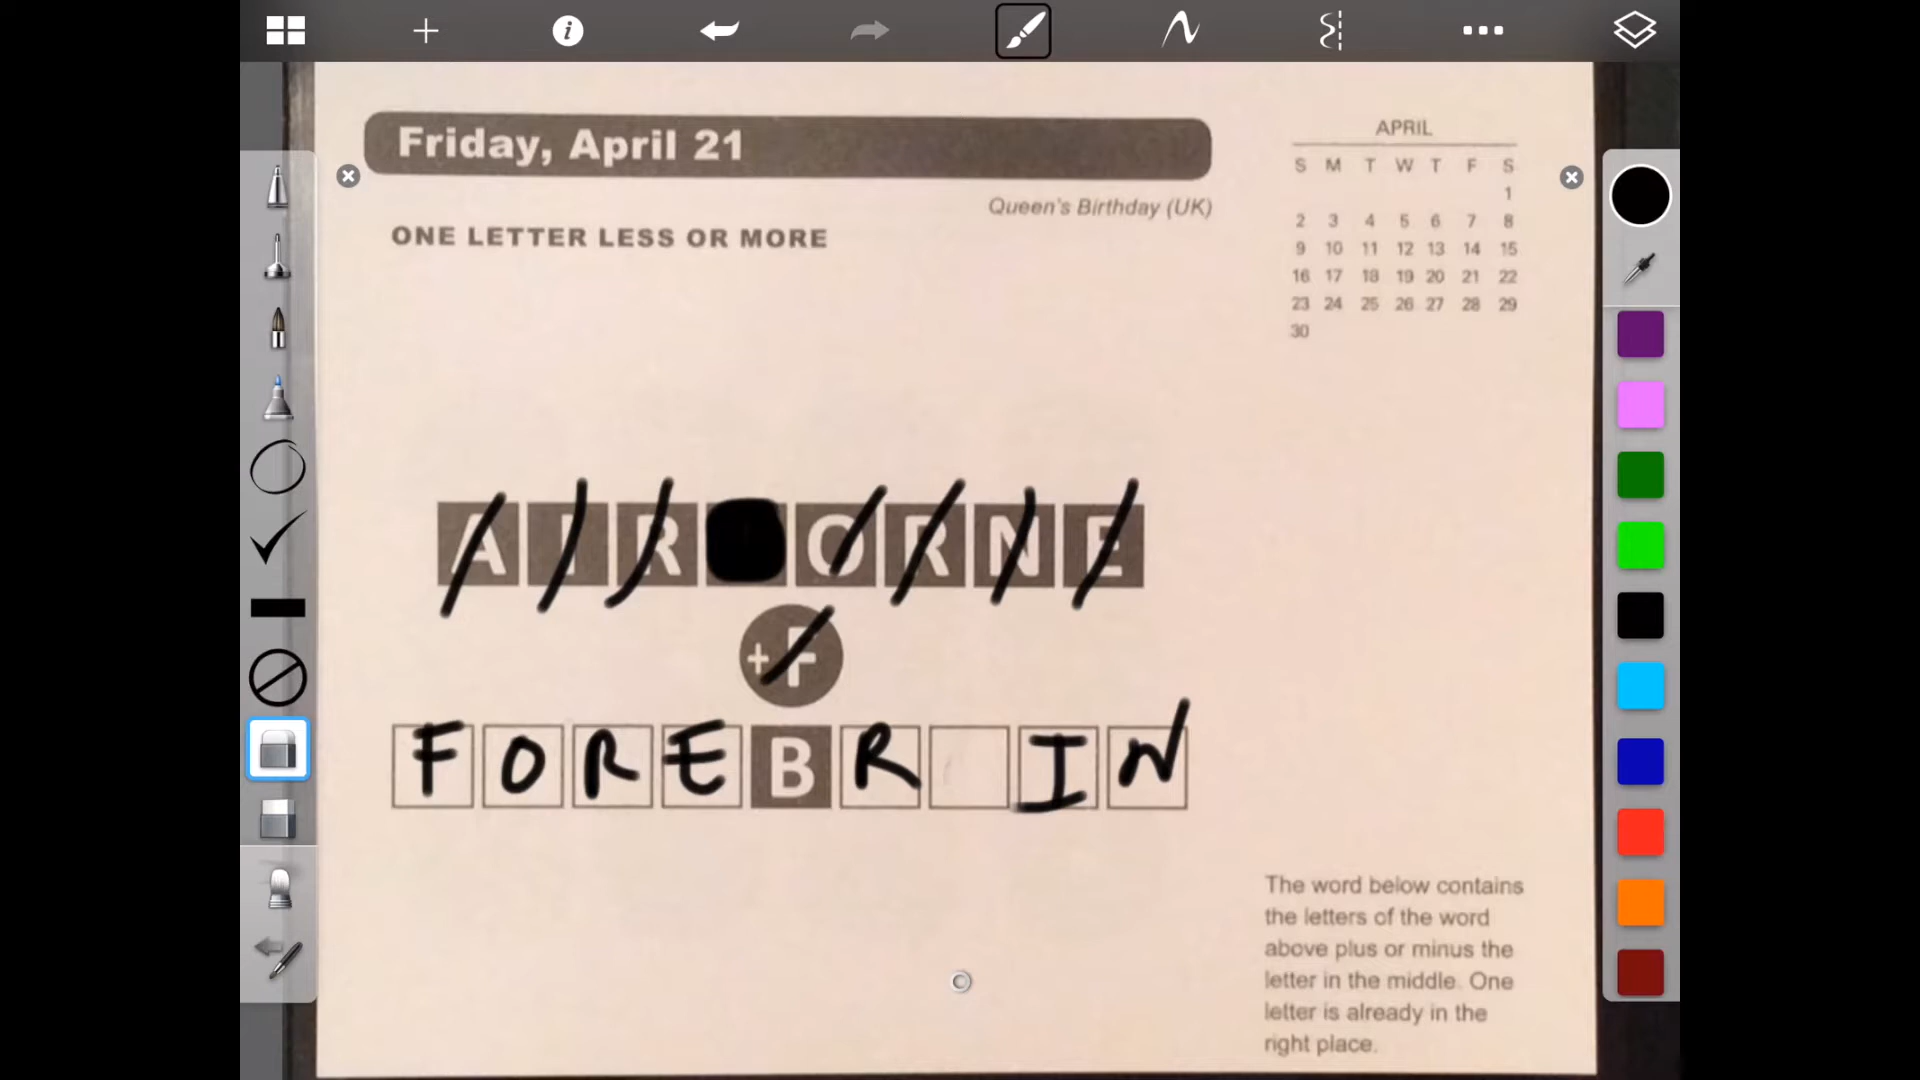 Friday, April 21
Queen's Birthday (UK)
ONE LETTER LESS OR MORE
APRIL
S M T W T F S
1
2 3 4 5 6 7 8
9 10 11 12 13 14 15
16 17 18 19 20 21 22
23 24 25 26 27 28 29
30
A I R O R N E
+F
F O R E B R I N
The word below contains
the letters of the word
above plus or minus the
letter in the middle. One
letter is already in the
right place.